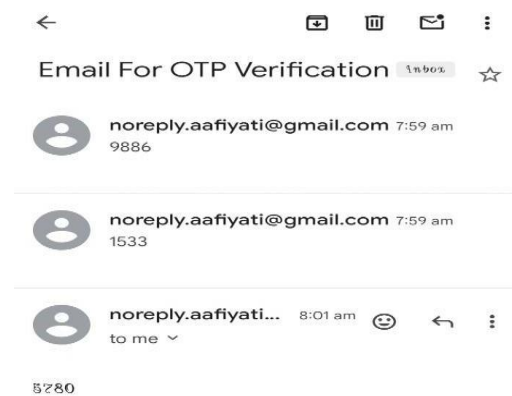 Email For OTP Verification Inbox
noreply.aafiyati@gmail.com 7:59 am
9886
noreply.aafiyati@gmail.com 7:59 am
1533
noreply.aafiyati... 8:01 am
to me
5780